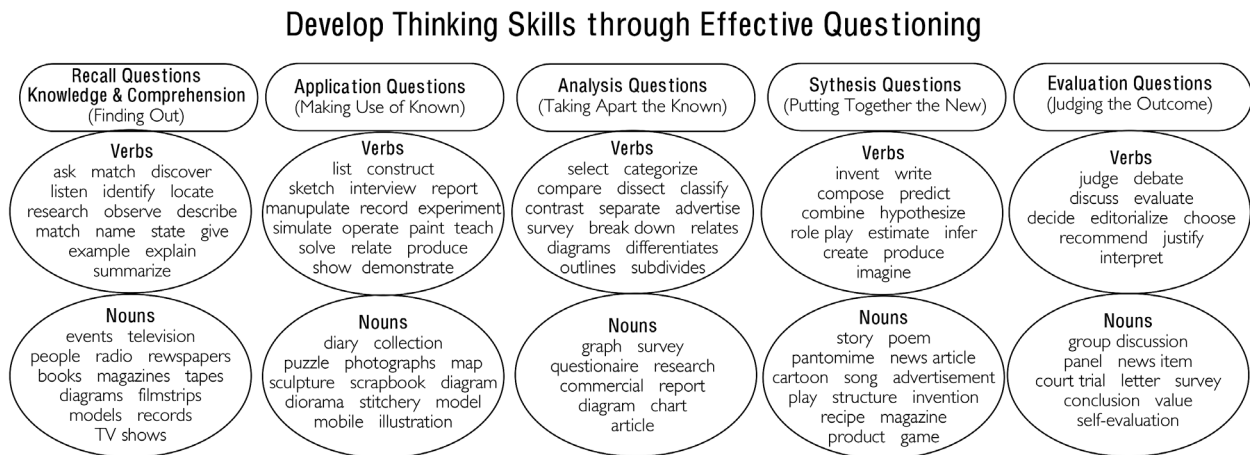 Develop Thinking Skills through Effective Questioning
Recall Questions
Knowledge & Comprehension
(Finding Out)
Verbs
ask match discover
listen identify locate
research observe describe
match name state give
example explain
summarize
Nouns
events television
people radio rewspapers
books magazines tapes
diagrams filmstrips
models records
TV shows
Application Questions
(Making Use of Known)
Verbs
list construct
sketch interview report
manupulate record experiment
simulate operate paint teach
solve relate produce
show demonstrate
Nouns
diary collection
puzzle photographs map
sculpture scrapbook diagram
diorama stitchery model
mobile illustration
Analysis Questions
(Taking Apart the Known)
Verbs
select categorize
compare dissect classify
contrast separate advertise
survey break down relates
diagrams differentiates
outlines subdivides
Nouns
graph survey
questionaire research
commercial report
diagram chart
article
Sythesis Questions
(Putting Together the New)
Verbs
invent write
compose predict
combine hypothesize
role play estimate infer
create produce
imagine
Nouns
story poem
pantomime news article
cartoon song advertisement
play structure invention
recipe magazine
product game
Evaluation Questions
(Judging the Outcome)
Verbs
judge debate
discuss evaluate
decide editorialize choose
recommend justify
interpret
Nouns
group discussion
panel news item
court trial letter survey
conclusion value
self-evaluation